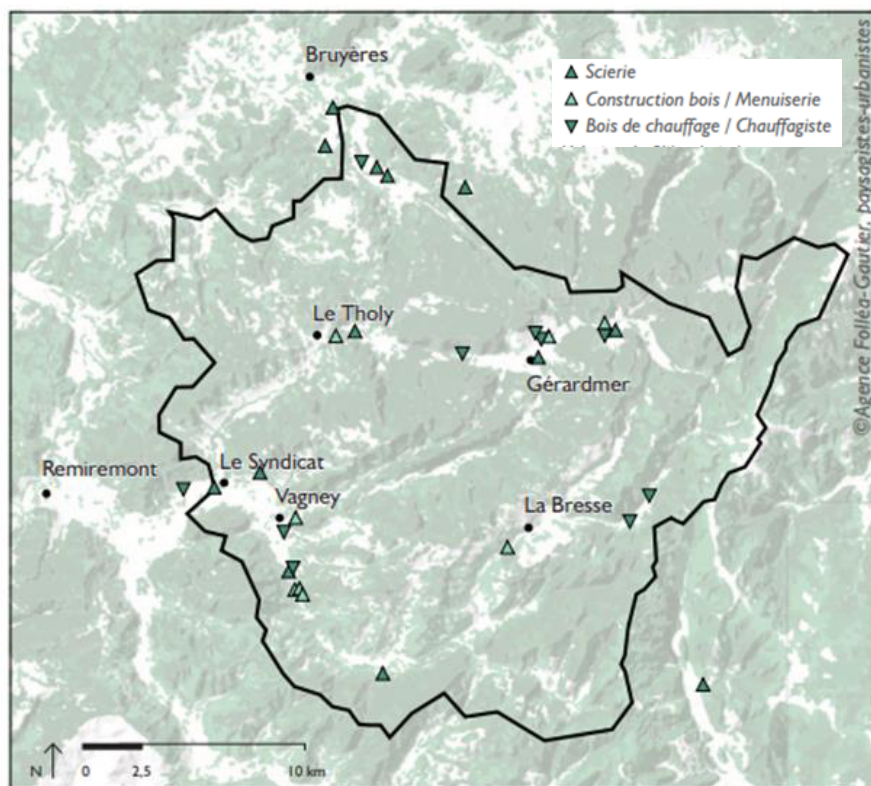 Bruyères
Scierie
Construction bois / Menuiserie
Bois de chauffage / Chauffagiste
©Agence Folléa-Gautier, paysagistes-urbanistes
Le Tholy
Gérardmer
Remiremont
Le Syndicat
Vagney
La Bresse
N
0 2,5 10 km